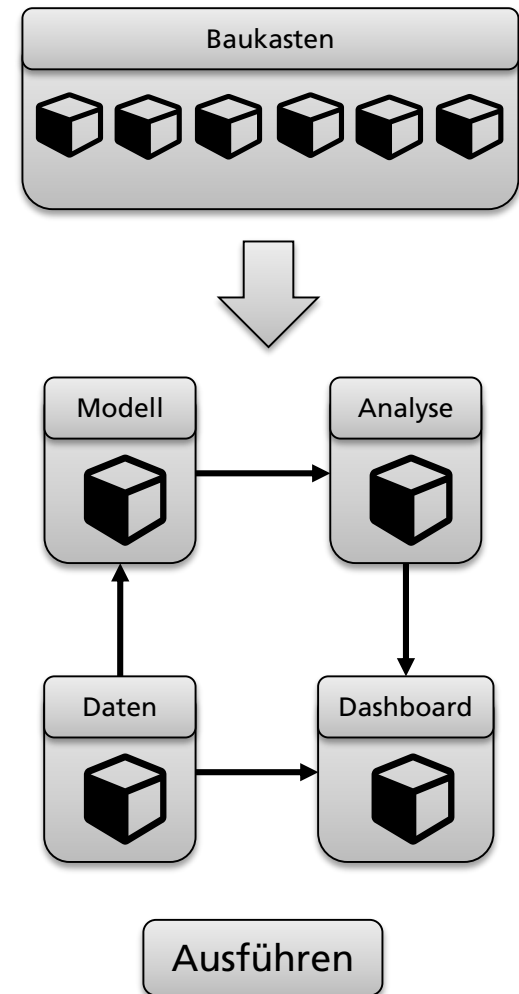 Baukasten
Modell
Analyse
Daten
Dashboard
Ausführen